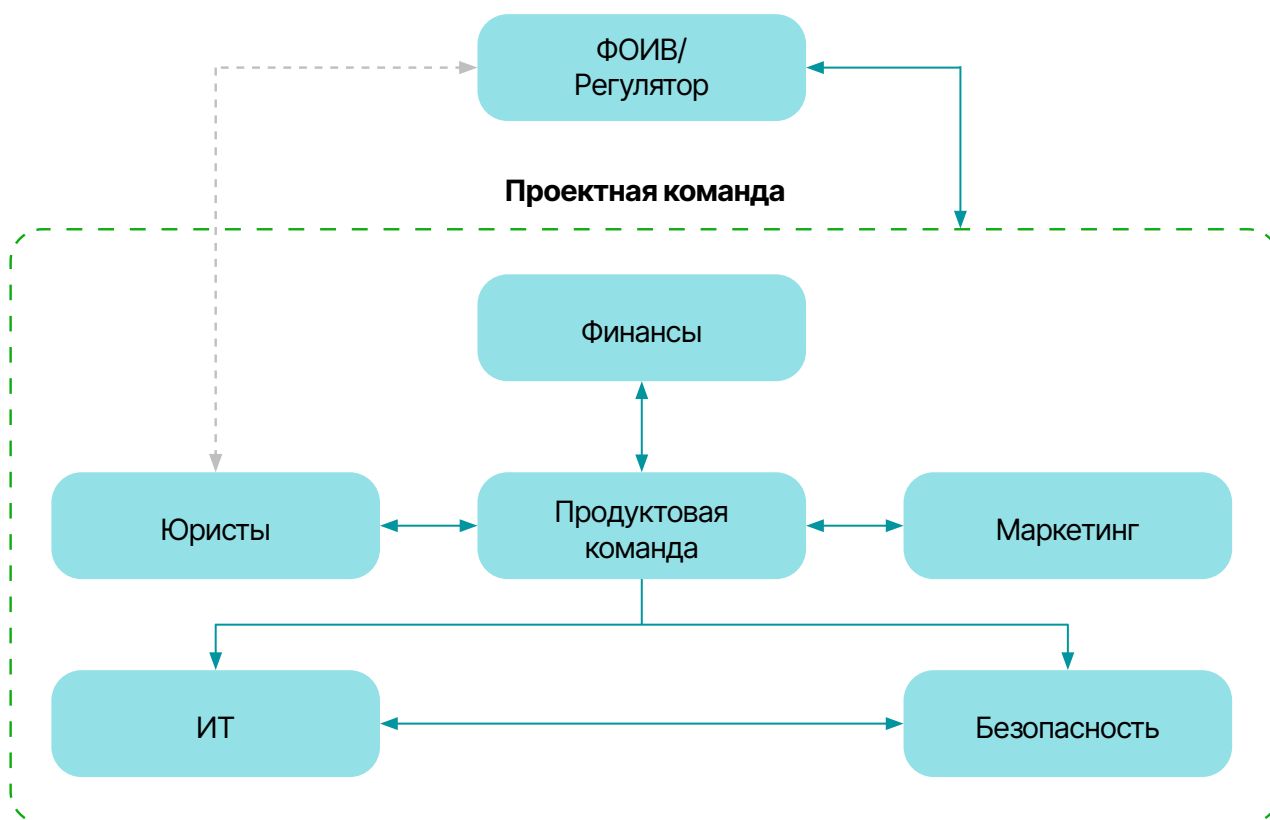 ФОИВ/
Регулятор
Проектная команда
Финансы
Юристы
Продуктовая
команда
Маркетинг
ИТ
Безопасность